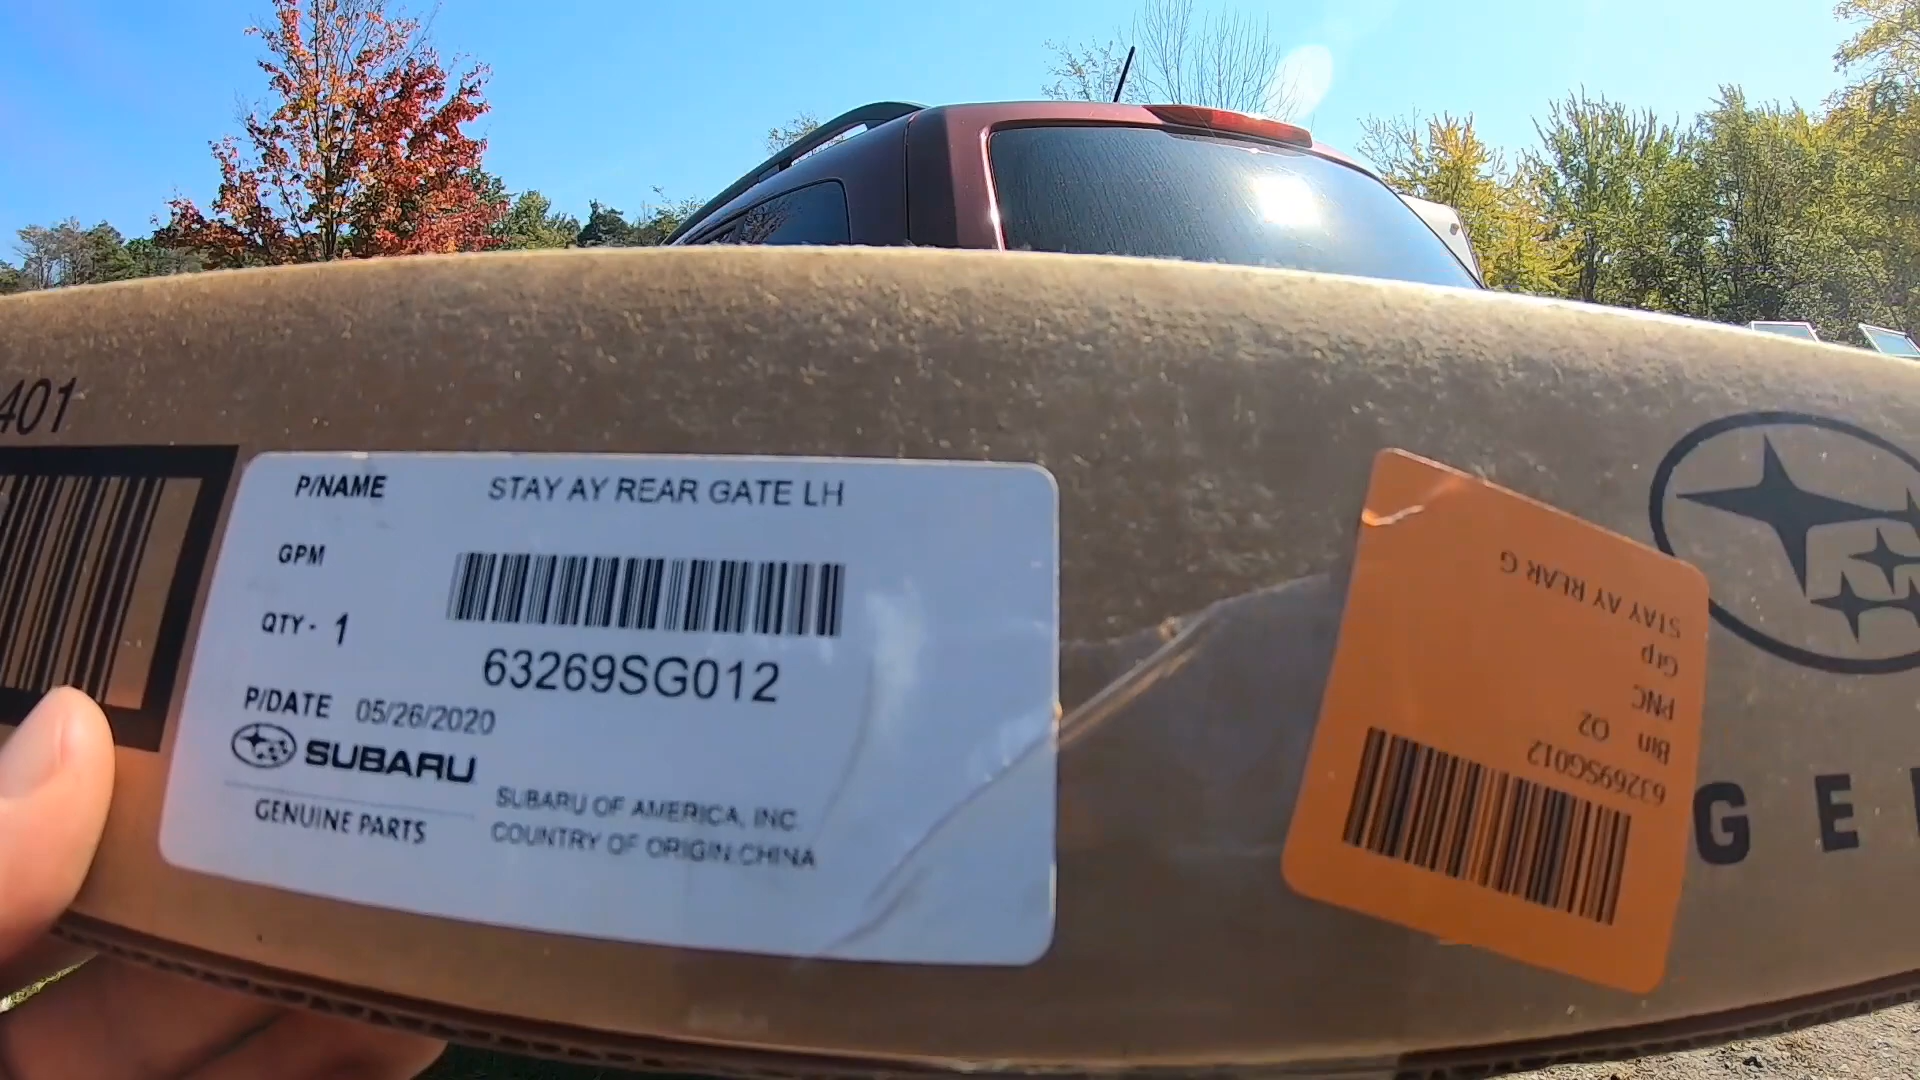 401
P/NAME STAY AY REAR GATE LH
GPM
QTY - 1
63269SG012
P/DATE 05/26/2020
SUBARU
GENUINE PARTS
SUBARU OF AMERICA, INC.
COUNTRY OF ORIGIN:CHINA
STAY AY REAR G
Grp
PNC
Bin 02
63269SG012
GE